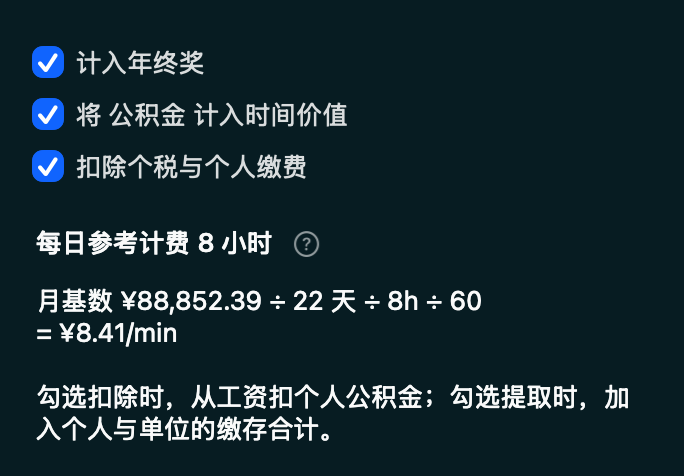 计入年终奖
将 公积金 计入时间价值
扣除个税与个人缴费
每日参考计费 8 小时 ?
月基数 ¥88,852.39 ÷ 22 天 ÷ 8h ÷ 60
= ¥8.41/min
勾选扣除时，从工资扣个人公积金；勾选提取时，加
入个人与单位的缴存合计。